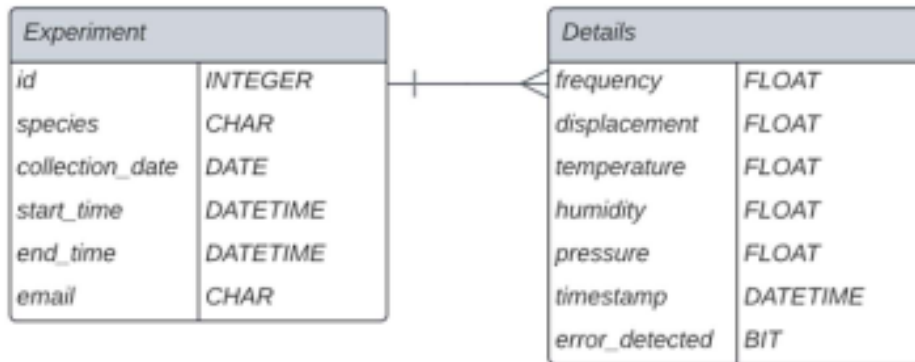 Experiment
id INTEGER
species CHAR
collection_date DATE
start_time DATETIME
end_time DATETIME
email CHAR
Details
frequency FLOAT
displacement FLOAT
temperature FLOAT
humidity FLOAT
pressure FLOAT
timestamp DATETIME
error_detected BIT